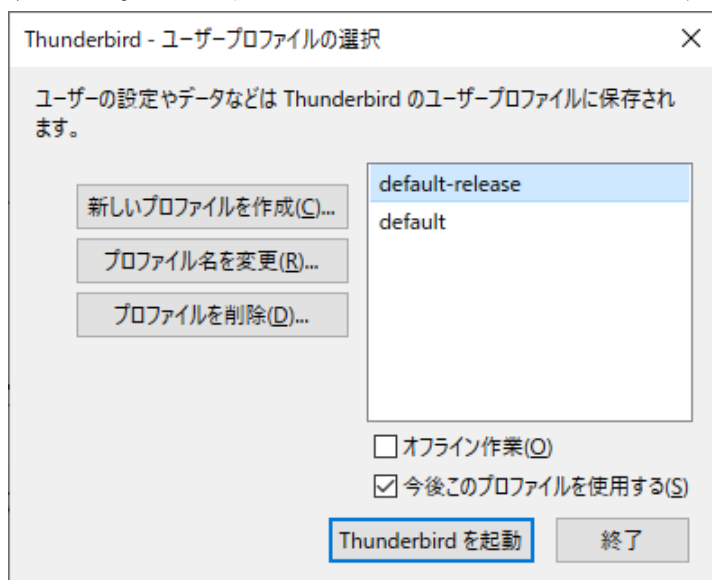 Thunderbird - ユーザープロファイルの選択
ユーザーの設定やデータなどは Thunderbird のユーザープロファイルに保存され
ます。
新しいプロファイルを作成(C)...
プロファイル名を変更(R)...
プロファイルを削除(D)...
default-release
default
オフライン作業(O)
今後このプロファイルを使用する(S)
Thunderbird を起動
終了